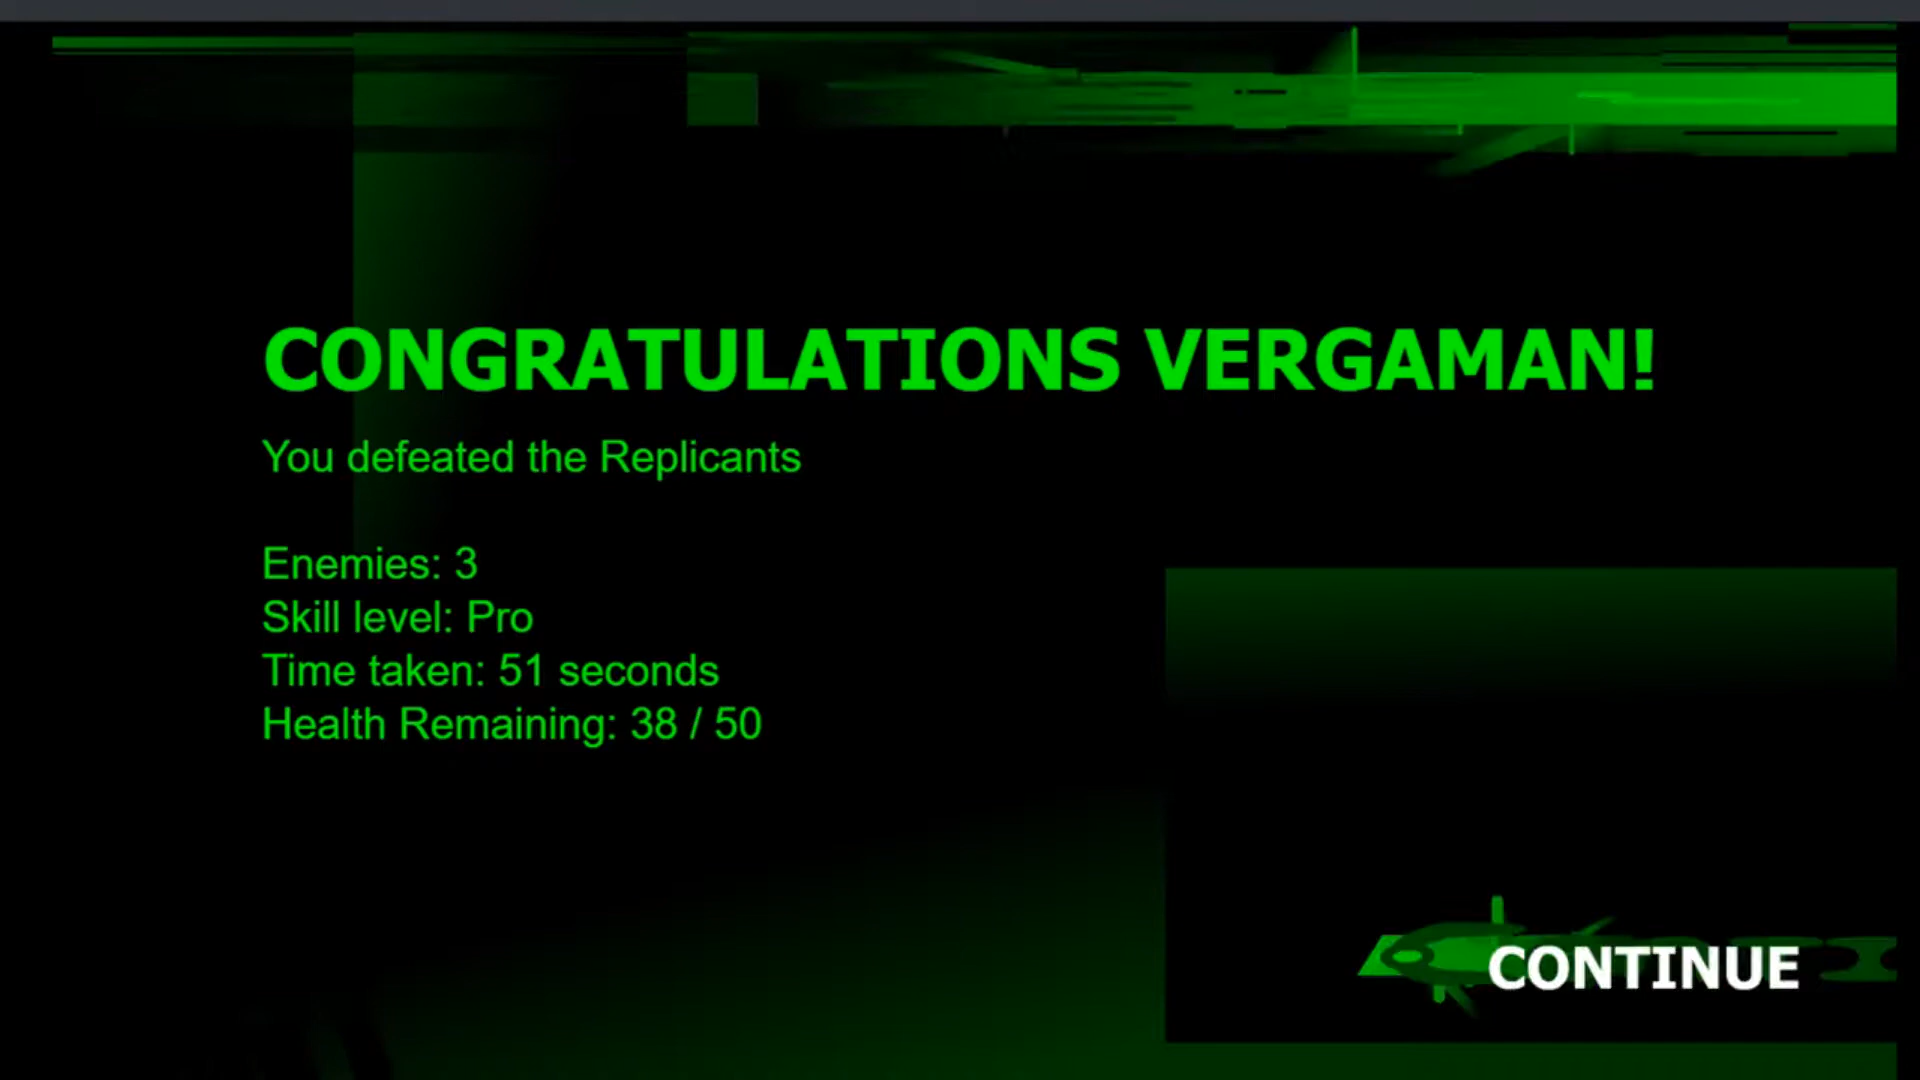 CONGRATULATIONS VERGAMAN!
You defeated the Replicants
Enemies: 3
Skill level: Pro
Time taken: 51 seconds
Health Remaining: 38 / 50
CONTINUE